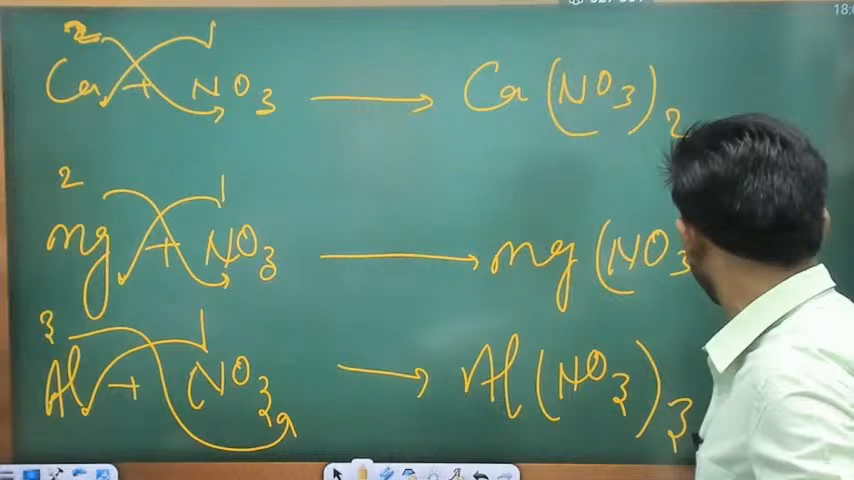 2 1
Ca + NO3 → Ca(NO3)2
2 1
mg + NO3 → mg(NO3
3 1
Al + (NO3 → Al(NO3)3
18: